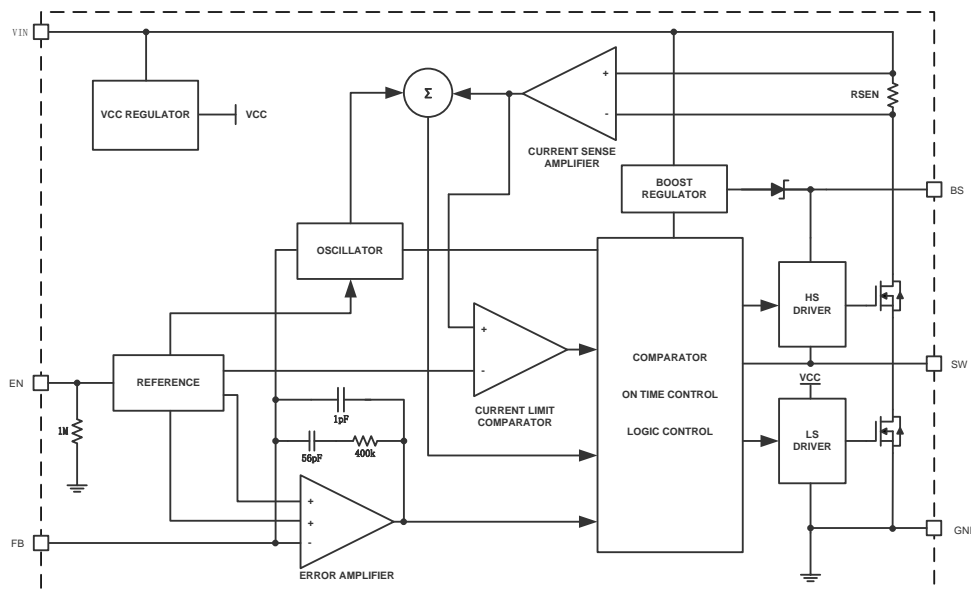 VIN
VCC REGULATOR
VCC
Σ
+
-
RSEN
CURRENT SENSE
AMPLIFIER
BOOST
REGULATOR
BS
OSCILLATOR
HS
DRIVER
+
-
CURRENT LIMIT
COMPARATOR
COMPARATOR
ON TIME CONTROL
LOGIC CONTROL
SW
EN
REFERENCE
1M
1pF
56pF
400k
VCC
LS
DRIVER
+
+
-
ERROR AMPLIFIER
FB
GN